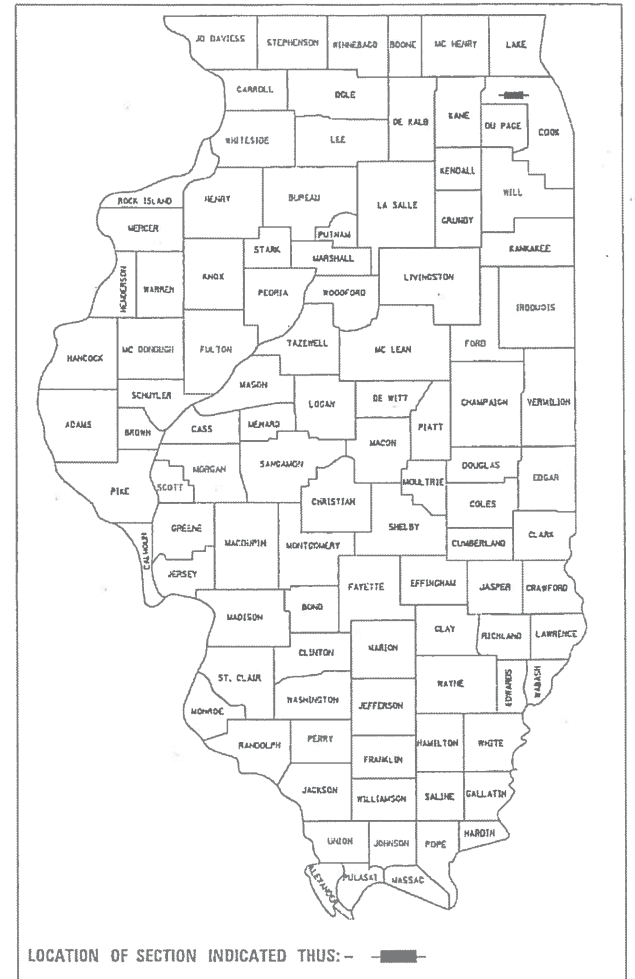 JO DAVIESS STEPHENSON WINNEBAGO BOONE MC HENRY LAKE
CARROLL OGLE
DE KALB KANE DU PAGE COOK
WHITESIDE LEE
KENDALL
WILL
ROCK ISLAND HENRY BUREAU LA SALLE
GRUNDY
MERCER PUTNAM
STARK MARSHALL KANKAKEE
HENDERSON WARREN KNOX PEORIA WOODFORD LIVINGSTON IROQUOIS
HANCOCK MC DONOUGH FULTON TAZEWELL MC LEAN FORD
MASON
SCHUYLER LOGAN DE WITT CHAMPAIGN VERMILION
ADAMS BROWN CASS MENARD PIATT
MACON
MORGAN SANGAMON DOUGLAS
PIKE SCOTT MOULTRIE EDGAR
CHRISTIAN COLES
GREENE SHELBY
CALHOUN MACOUPIN MONTGOMERY CUMBERLAND CLARK
JERSEY FAYETTE EFFINGHAM JASPER CRAWFORD
MADISON BOND
CLAY RICHLAND LAWRENCE
CLINTON MARION
ST. CLAIR WAYNE EDWARDS WABASH
WASHINGTON JEFFERSON
MONROE
RANDOLPH PERRY HAMILTON WHITE
FRANKLIN
JACKSON WILLIAMSON SALINE GALLATIN
HARDIN
UNION JOHNSON POPE
ALEXANDER PULASKI MASSAC
LOCATION OF SECTION INDICATED THUS: -